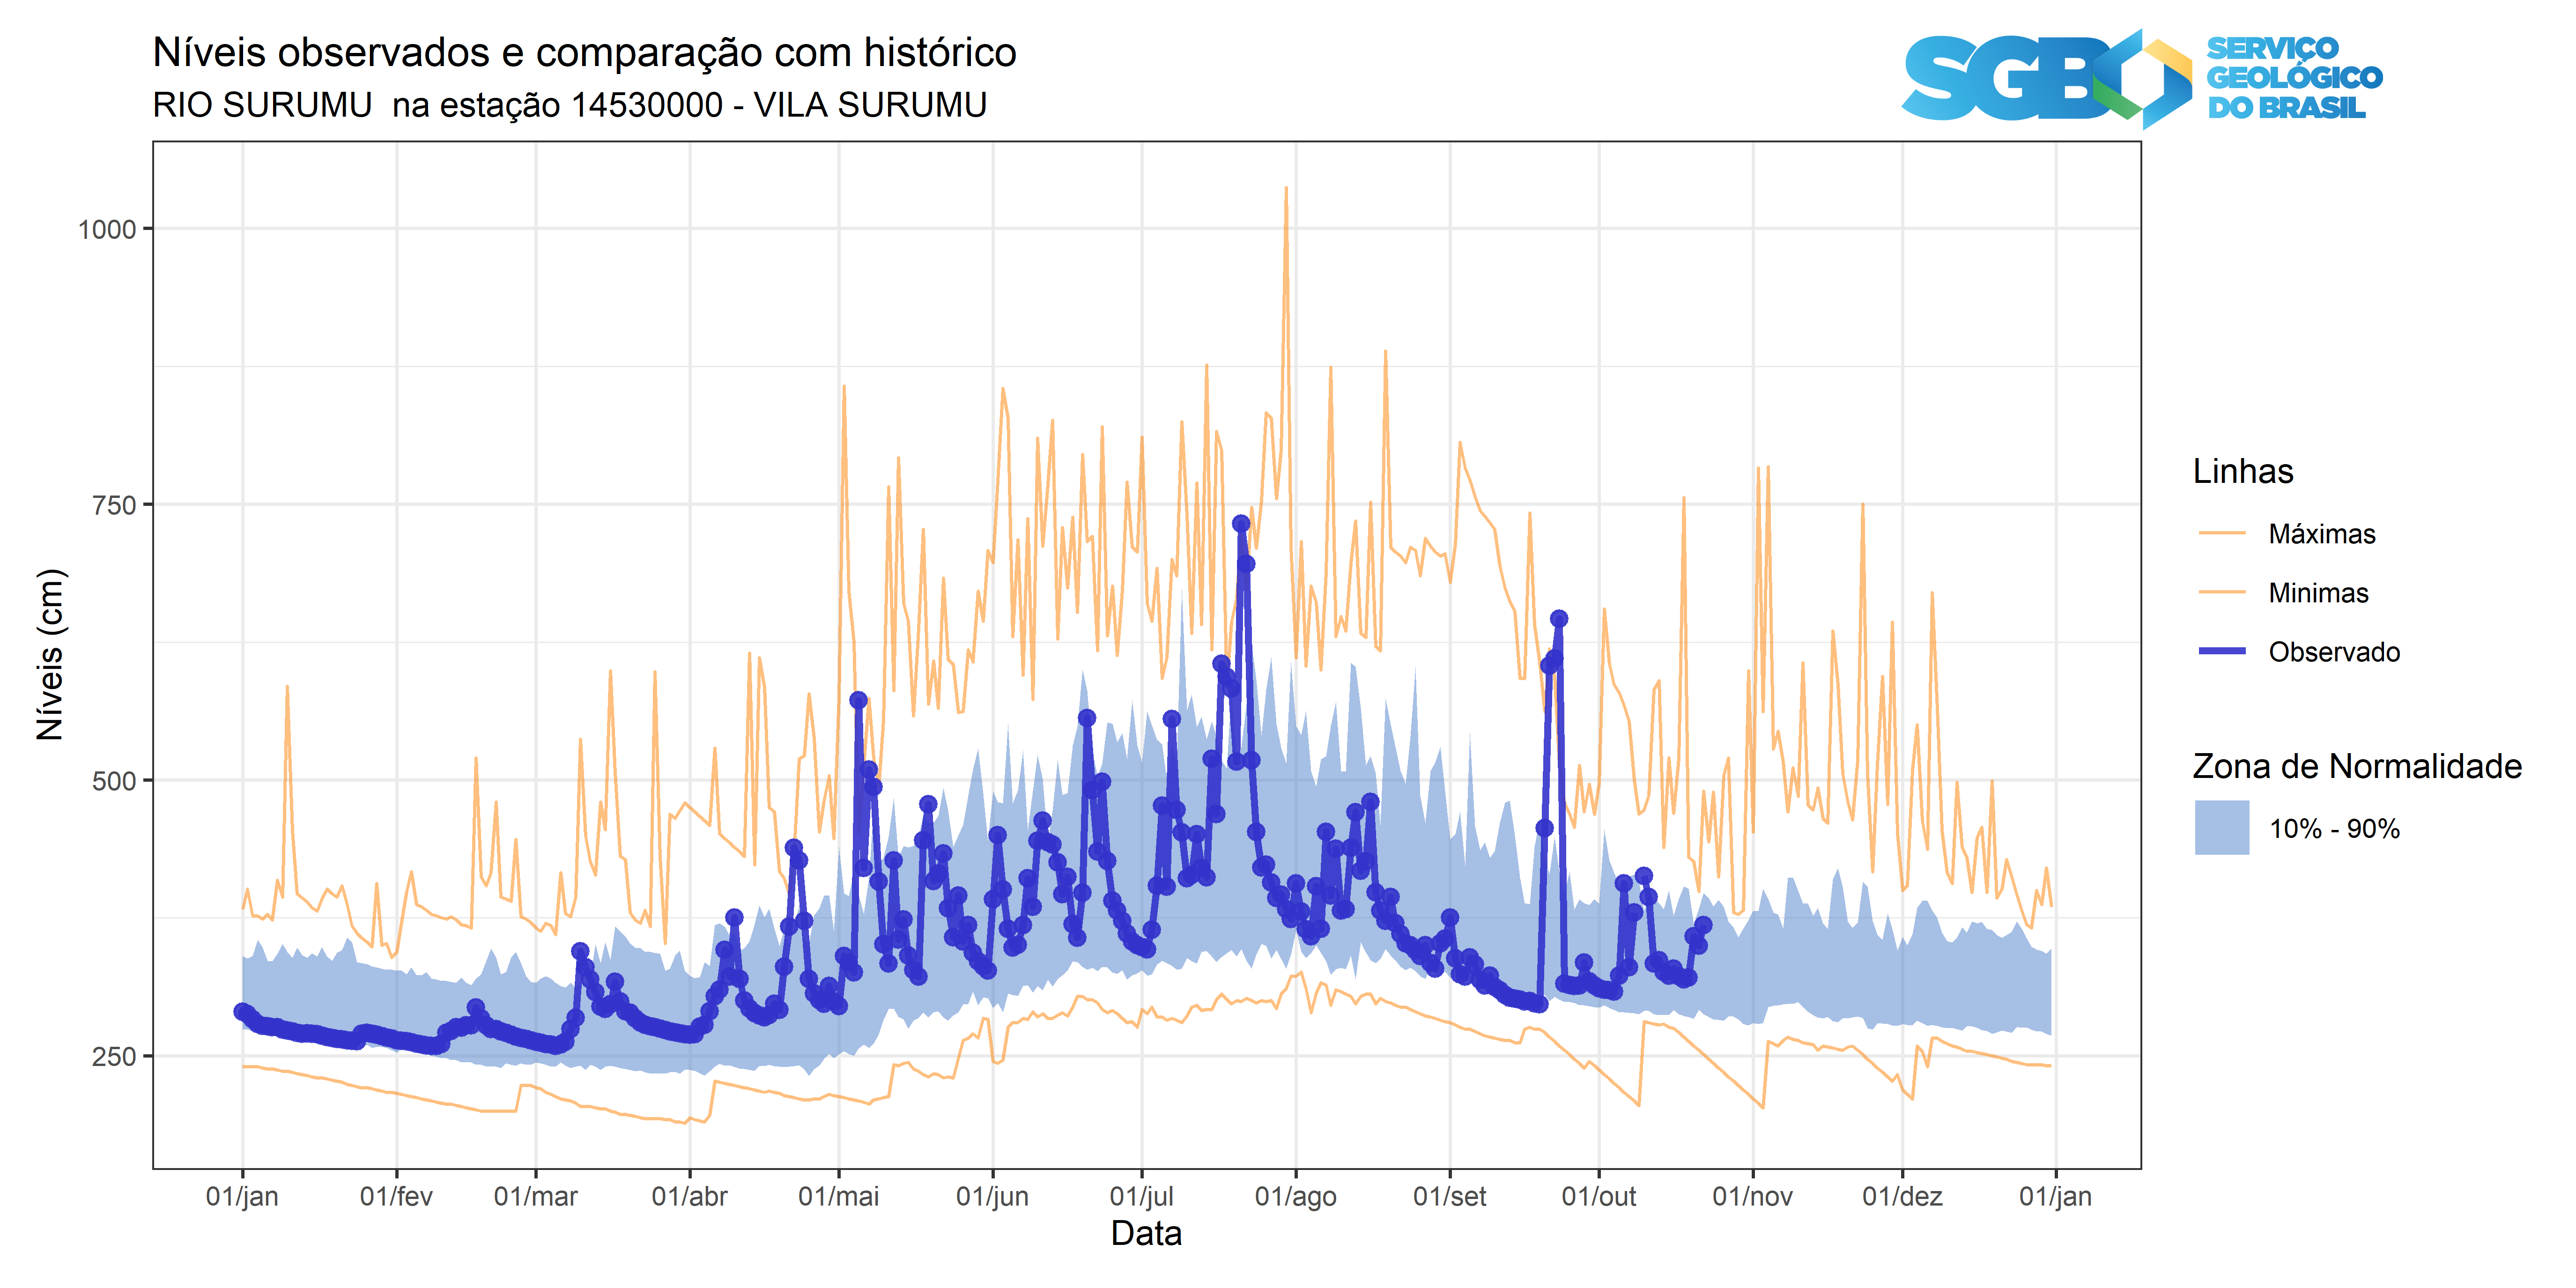 Níveis observados e comparação com histórico
RIO SURUMU  na estação 14530000 - VILA SURUMU
SGB
SERVIÇO
GEOLÓGICO
DO BRASIL
Níveis (cm)
1000
750
500
250
01/jan
01/fev
01/mar
01/abr
01/mai
01/jun
01/jul
01/ago
01/set
01/out
01/nov
01/dez
01/jan
Data
Linhas
Máximas
Minimas
Observado
Zona de Normalidade
10% - 90%